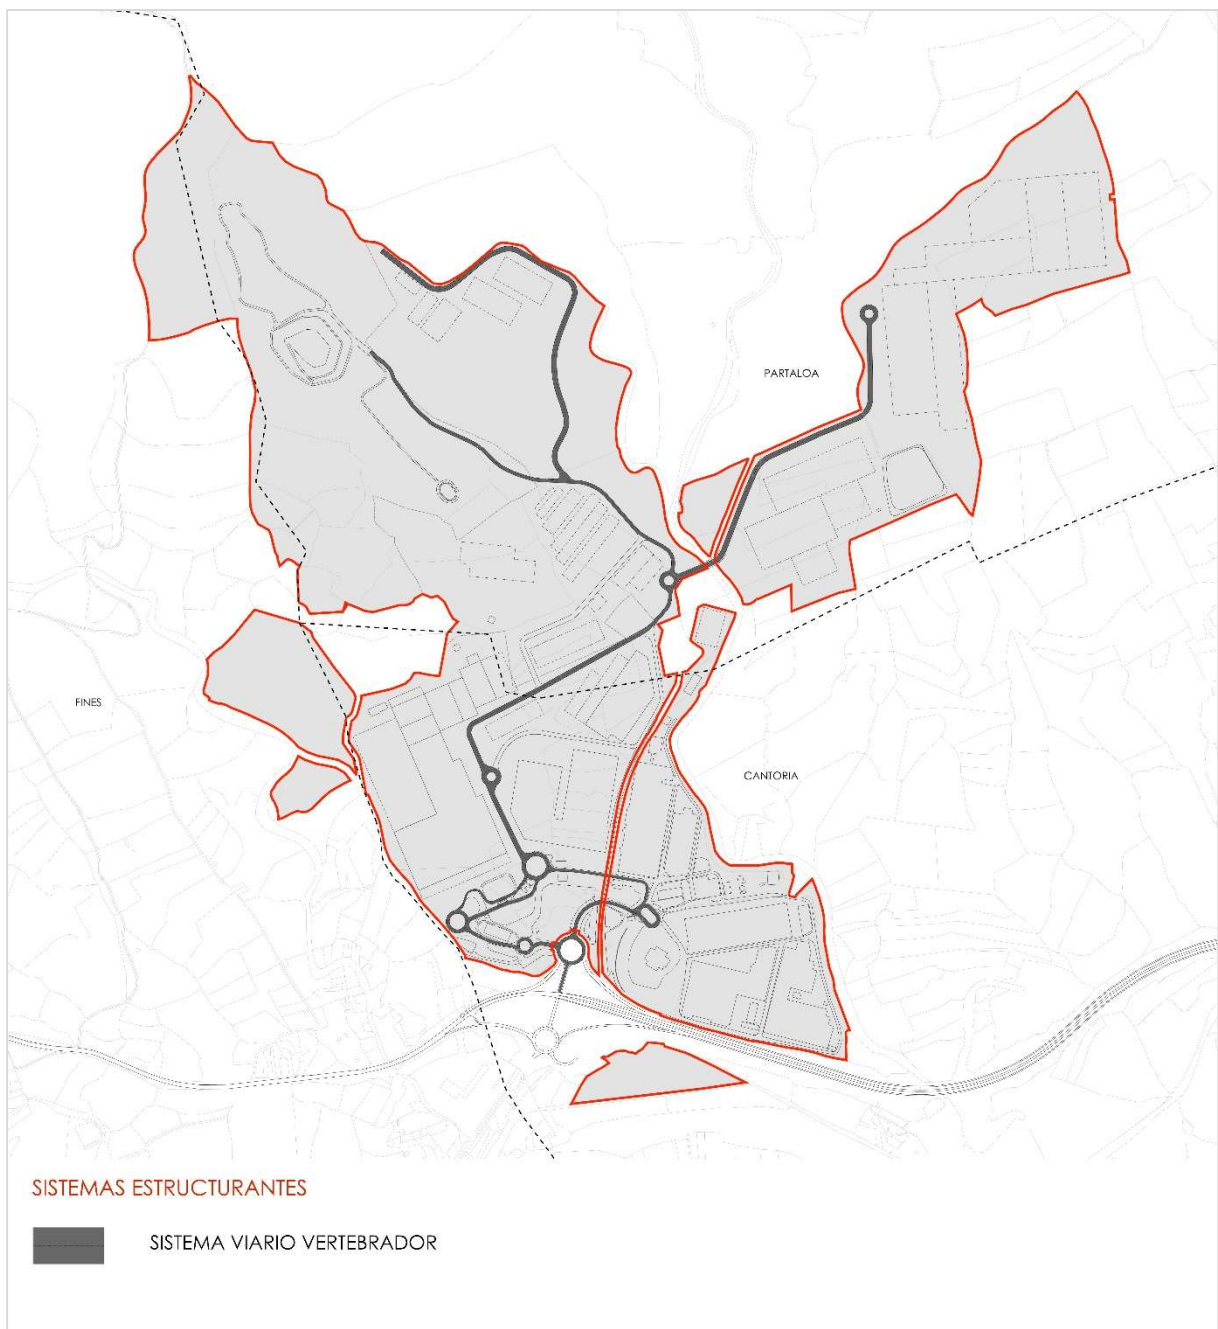 PARTALOA
FINES
CANTORIA
SISTEMAS ESTRUCTURANTES
SISTEMA VIARIO VERTEBRADOR